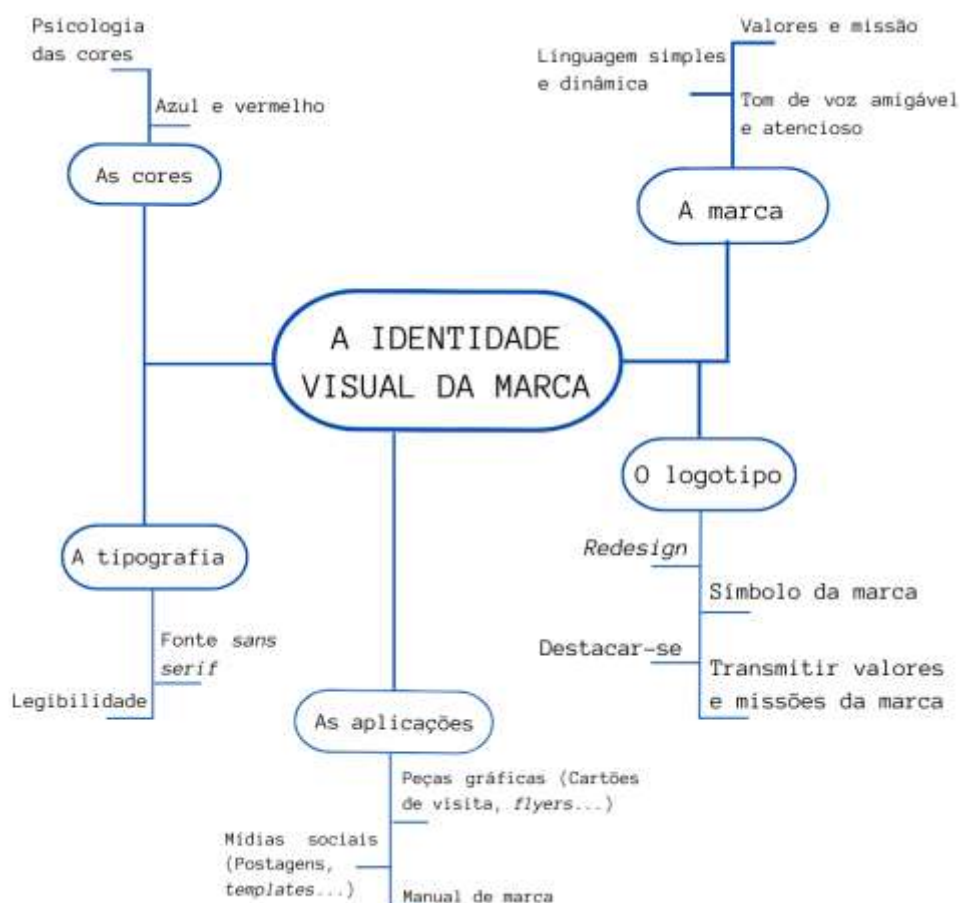 Psicologia
das cores
Azul e vermelho
As cores
Valores e missão
Linguagem simples
e dinâmica
Tom de voz amigável
e atencioso
A marca
A IDENTIDADE
VISUAL DA MARCA
O logotipo
Redesign
Símbolo da marca
Destacar-se
Transmitir valores
e missões da marca
A tipografia
Fonte sans
serif
Legibilidade
As aplicações
Peças gráficas (Cartões
de visita, flyers...)
Mídias sociais
(Postagens,
templates...)
Manual de marca